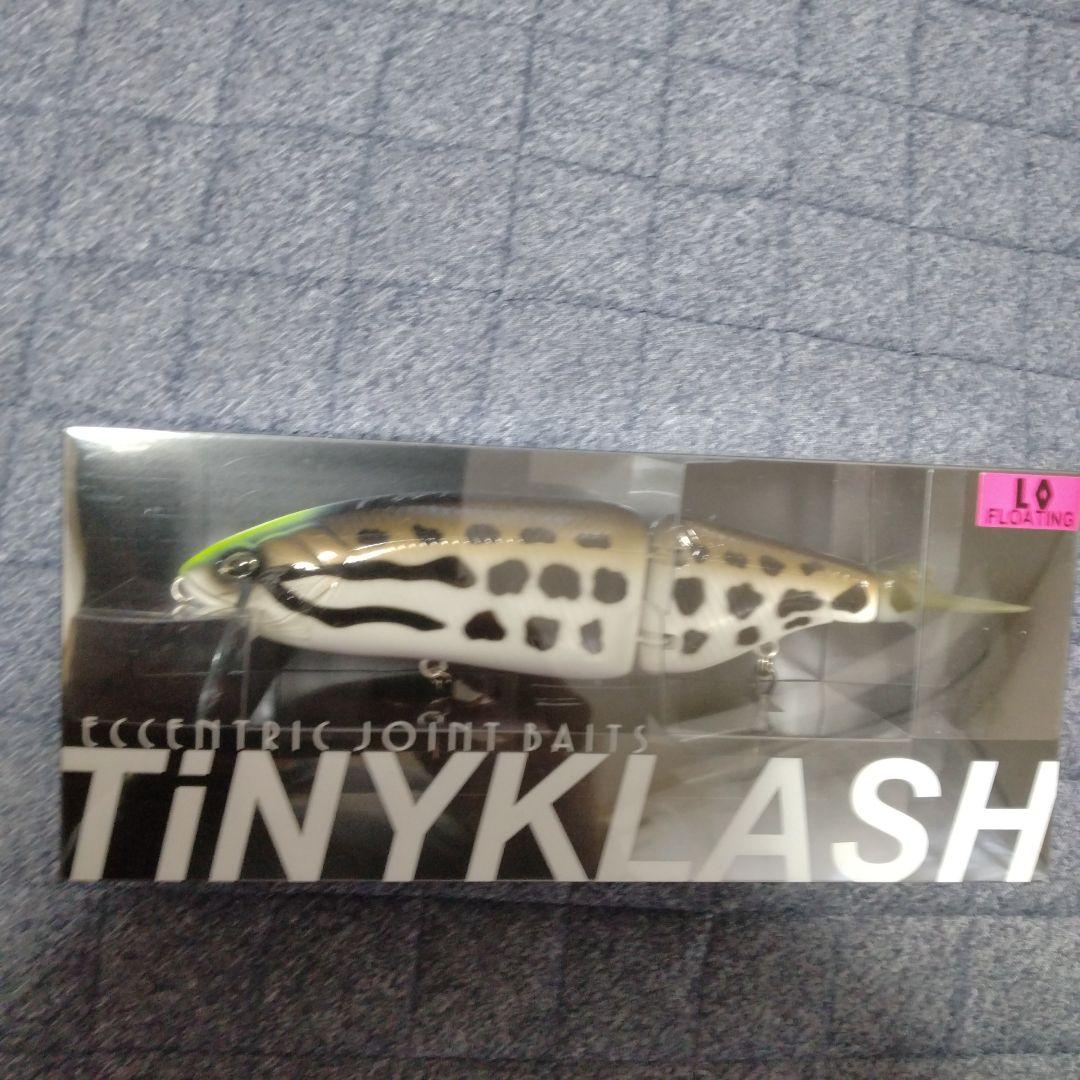 LO
FLOATING
ECCENTRIC JOINT BAITS
TiNYKLASH